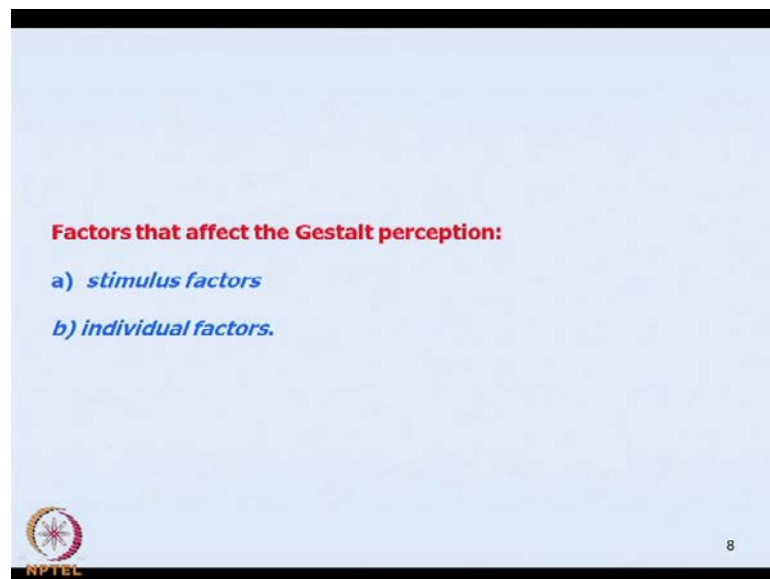 Factors that affect the Gestalt perception:
a) stimulus factors
b) individual factors.
NPTEL
8